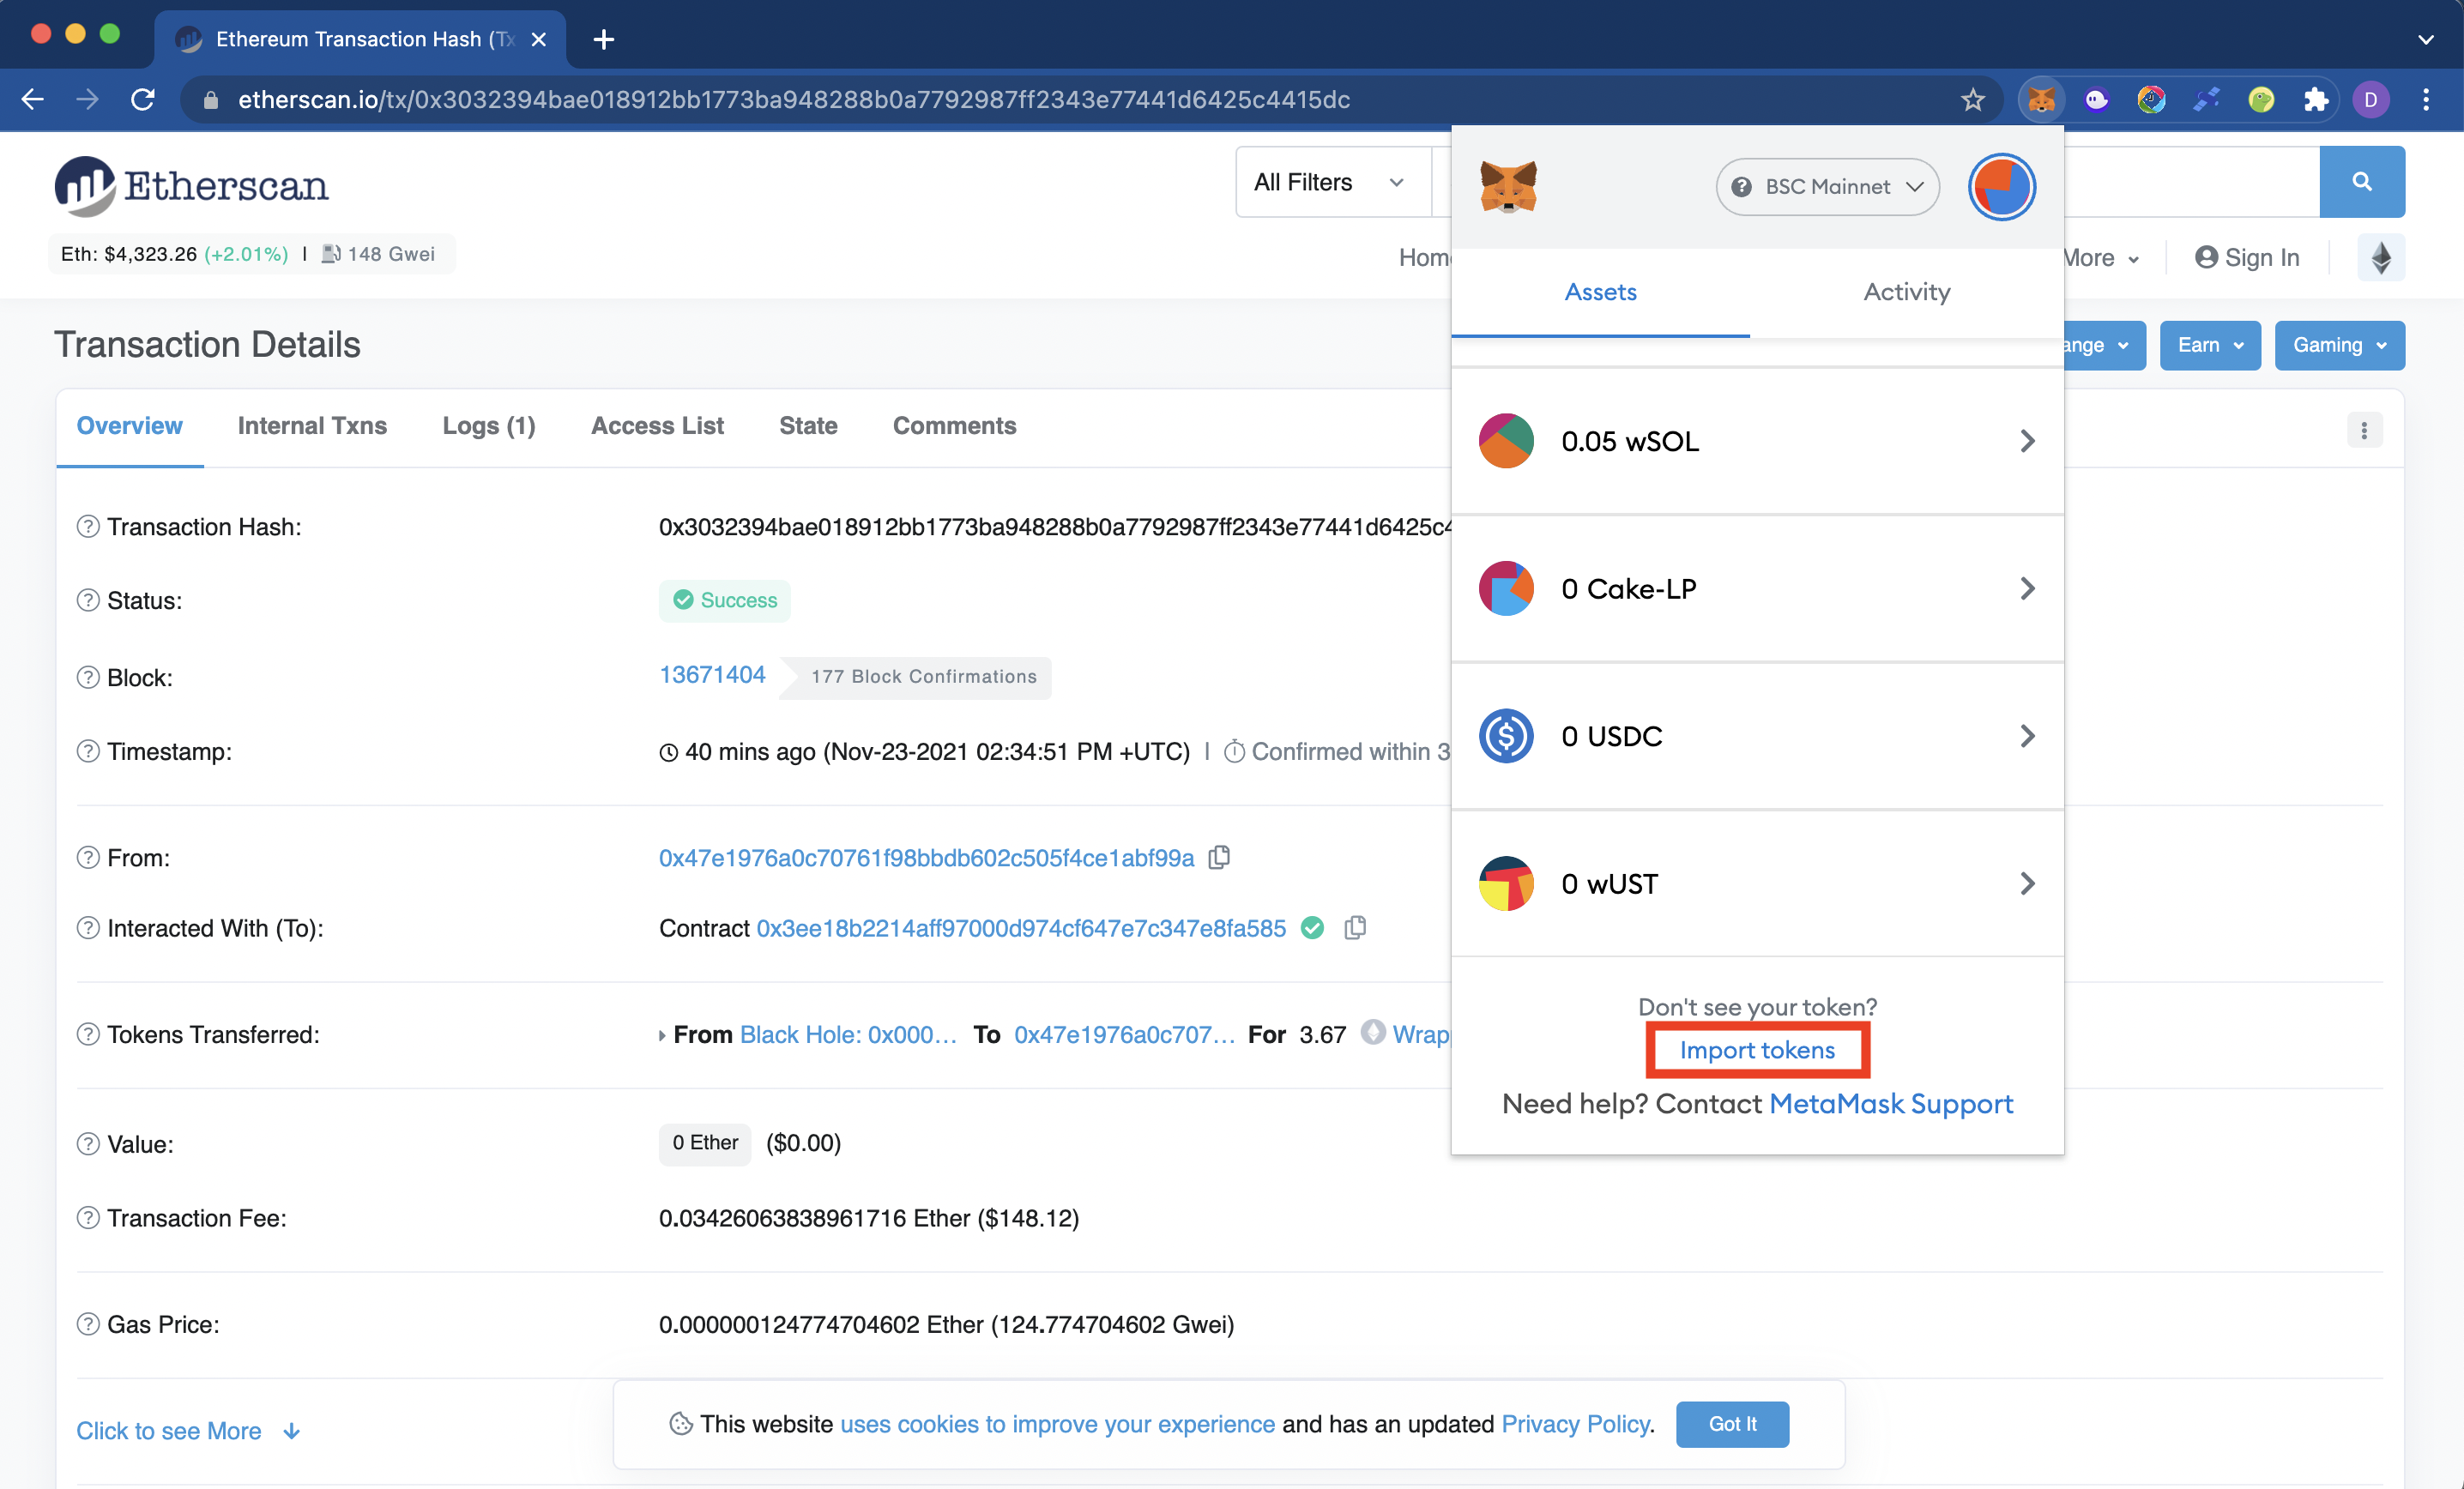 Ethereum Transaction Hash (Tx
etherscan.io/tx/0x3032394bae018912bb1773ba948288b0a7792987ff2343e77441d6425c4415dc
D
Etherscan
All Filters
Eth: $4,323.26 (+2.01%) | 148 Gwei
Home
More
Sign In
BSC Mainnet
Assets
Activity
Transaction Details
Earn
Gaming
Overview
Internal Txns
Logs (1)
Access List
State
Comments
Transaction Hash:
0x3032394bae018912bb1773ba948288b0a7792987ff2343e77441d6425c4
Status:
Success
Block:
13671404
177 Block Confirmations
Timestamp:
40 mins ago (Nov-23-2021 02:34:51 PM +UTC) | Confirmed within 3
From:
0x47e1976a0c70761f98bbdb602c505f4ce1abf99a
Interacted With (To):
Contract 0x3ee18b2214aff97000d974cf647e7c347e8fa585
Tokens Transferred:
From Black Hole: 0x000... To 0x47e1976a0c707... For 3.67 Wrap
Value:
0 Ether ($0.00)
Transaction Fee:
0.03426063838961716 Ether ($148.12)
Gas Price:
0.000000124774704602 Ether (124.774704602 Gwei)
Click to see More
0.05 wSOL
0 Cake-LP
0 USDC
0 wUST
Don't see your token?
Import tokens
Need help? Contact MetaMask Support
This website uses cookies to improve your experience and has an updated Privacy Policy.
Got It